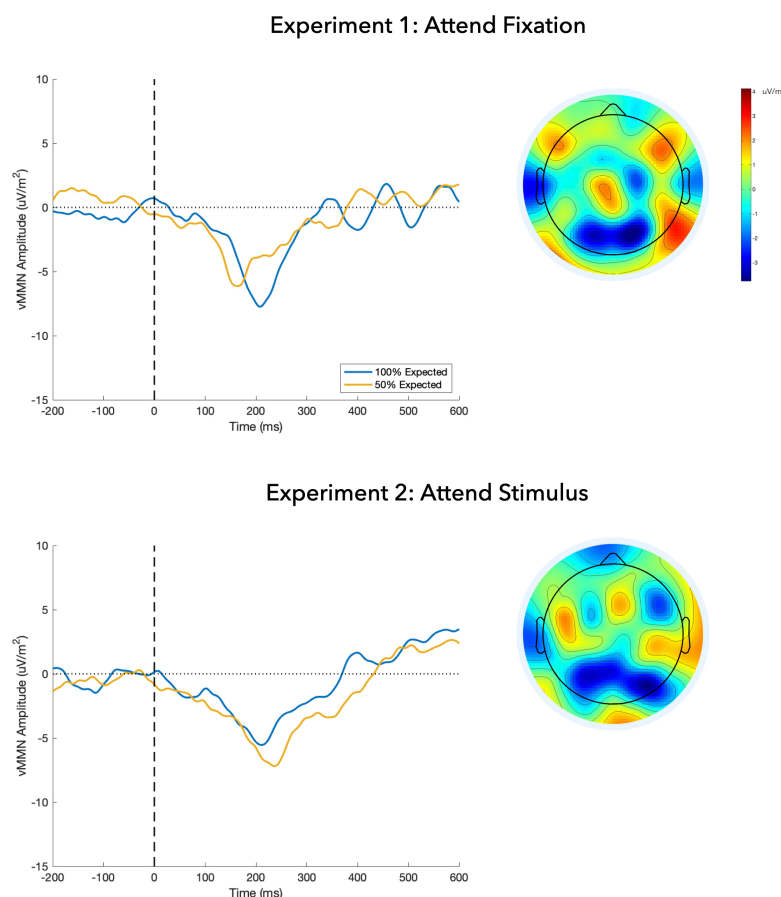 Experiment 1: Attend Fixation
10
5
0
-5
-10
-15
vMMN Amplitude (uV/m²)
100% Expected
50% Expected
-200 -100 0 100 200 300 400 500 600
Time (ms)
4 uV/m
3
2
1
0
-1
-2
-3
Experiment 2: Attend Stimulus
10
5
0
-5
-10
-15
vMMN Amplitude (uV/m²)
-200 -100 0 100 200 300 400 500 600
Time (ms)